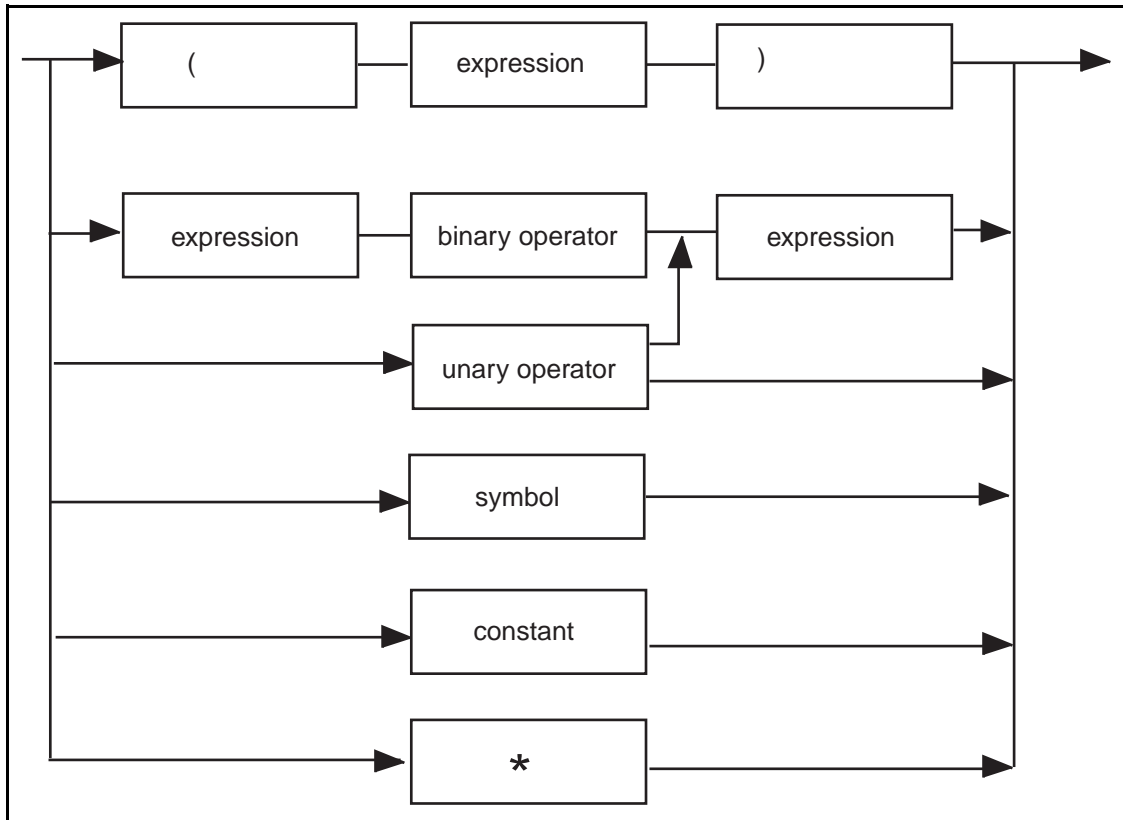 ( expression )
expression binary operator expression
unary operator
symbol
constant
*